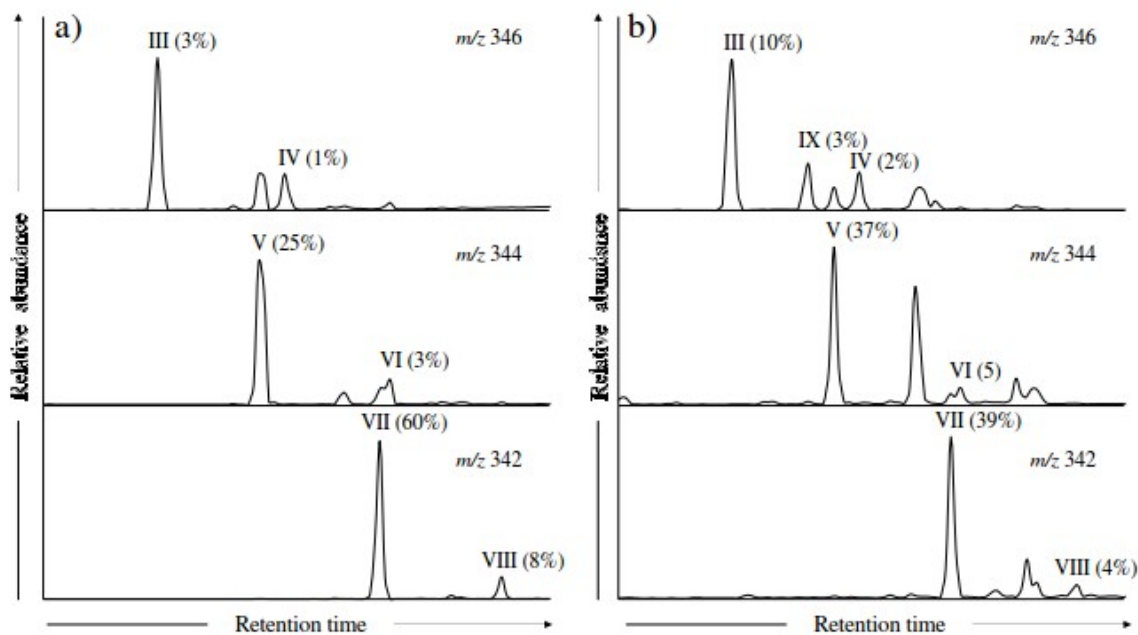 a)
III (3%)
m/z 346
IV (1%)
V (25%)
m/z 344
VI (3%)
VII (60%)
m/z 342
VIII (8%)
Relative abundance
Retention time
b)
III (10%)
m/z 346
IX (3%)
IV (2%)
V (37%)
m/z 344
VI (5)
VII (39%)
m/z 342
VIII (4%)
Relative abundance
Retention time